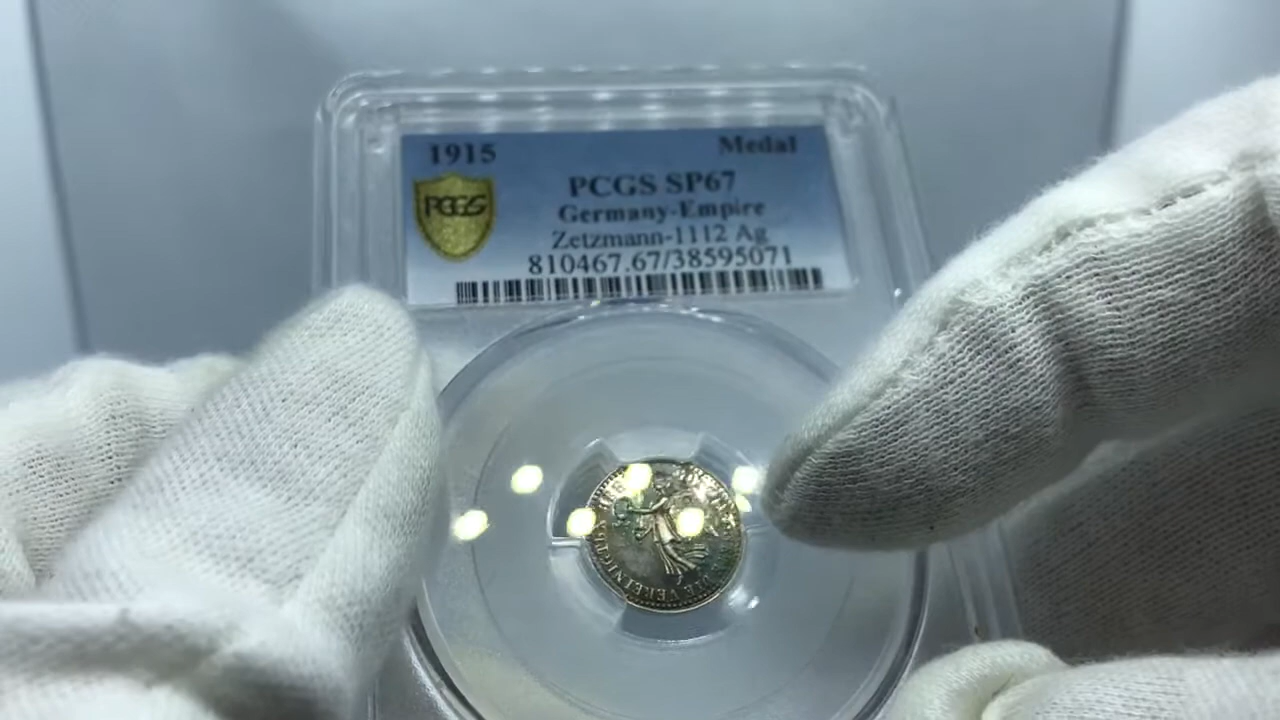 1915 Medal
PCGS
PCGS SP67
Germany-Empire
Zetzmann-1112 Ag
810467.67/38595071